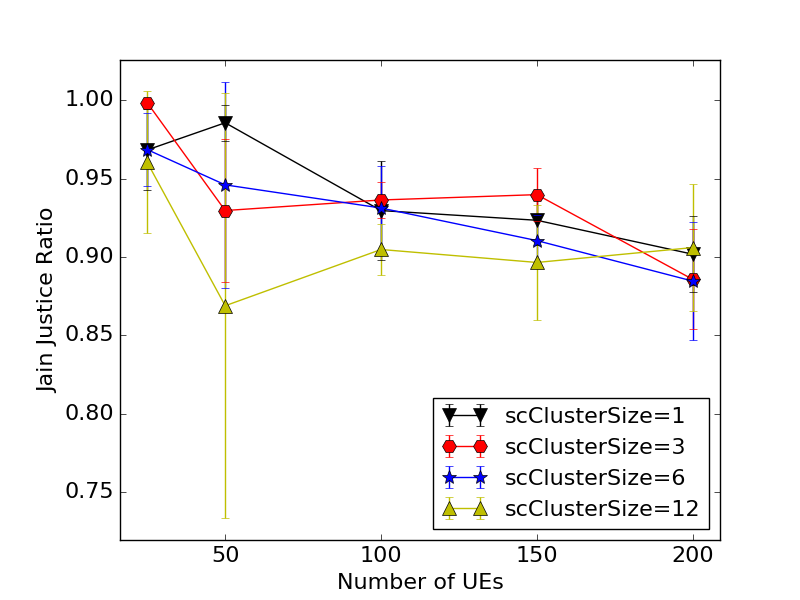 1.00
0.95
0.90
0.85
0.80
0.75
Jain Justice Ratio
scClusterSize=1
scClusterSize=3
scClusterSize=6
scClusterSize=12
50 100 150 200
Number of UEs